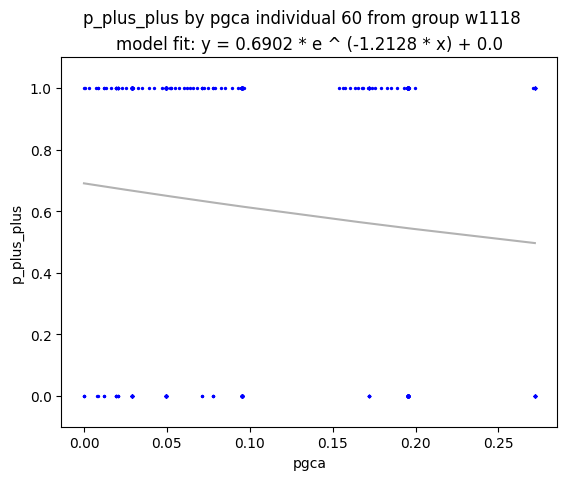 p_plus_plus by pgca individual 60 from group w1118
model fit: y = 0.6902 * e ^ (-1.2128 * x) + 0.0
1.0
0.8
0.6
0.4
0.2
0.0
p_plus_plus
0.00 0.05 0.10 0.15 0.20 0.25
pgca